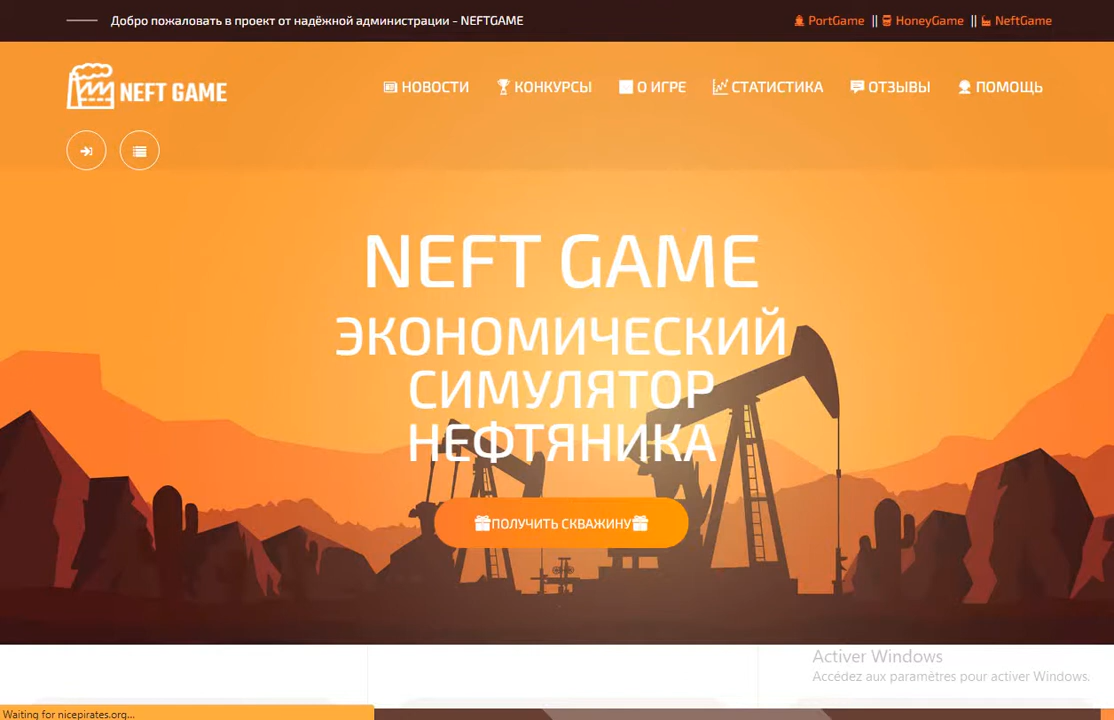 Добро пожаловать в проект от надёжной администрации - NEFTGAME
PortGame || HoneyGame || NeftGame
NEFT GAME
НОВОСТИ КОНКУРСЫ О ИГРЕ СТАТИСТИКА ОТЗЫВЫ ПОМОЩЬ
NEFT GAME
ЭКОНОМИЧЕСКИЙ
СИМУЛЯТОР
НЕФТЯНИКА
ПОЛУЧИТЬ СКВАЖИНУ
Activer Windows
Accédez aux paramètres pour activer Windows.
Waiting for nicepirates.org...